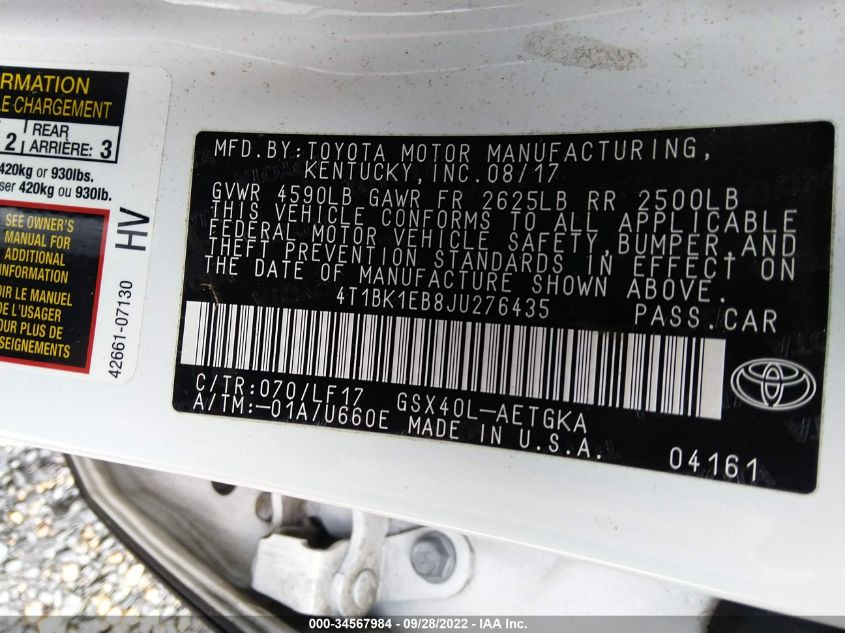 RMATION
E CHARGEMENT
2 REAR ARRIÈRE: 3
420kg or 930lbs.
ser 420kg ou 930lb.
SEE OWNER'S
MANUAL FOR
ADDITIONAL
INFORMATION
OIR LE MANUEL
DE L'USAGER
OUR PLUS DE
SEIGNEMENTS
HV
42661-07130
MFD.BY:TOYOTA MOTOR MANUFACTURING,
KENTUCKY, INC. 08/17
GVWR 4590LB GAWR FR 2625LB RR 2500LB
THIS VEHICLE CONFORMS TO ALL APPLICABLE
FEDERAL MOTOR VEHICLE SAFETY, BUMPER, AND
THEFT PREVENTION STANDARDS IN EFFECT ON
THE DATE OF MANUFACTURE SHOWN ABOVE.
4T1BK1EB8JU276435 PASS.CAR
C/TR:070/LF17 GSX40L-AETGKA
A/TM:-01A/U660E MADE IN U.S.A.
04161
000-34567984 - 09/28/2022 - IAA Inc.